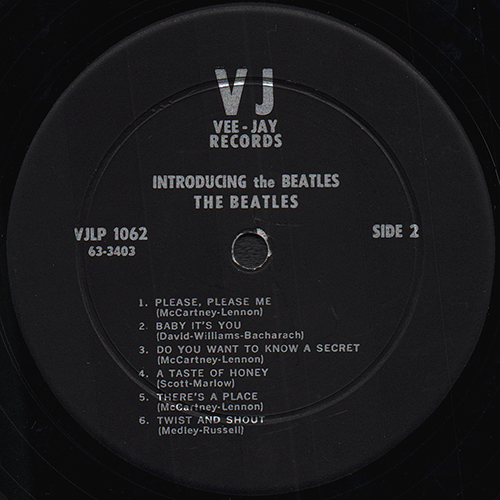 VJ
VEE-JAY
RECORDS
INTRODUCING the BEATLES
THE BEATLES
VJLP 1062
63-3403
SIDE 2
1. PLEASE, PLEASE ME
(McCartney-Lennon)
2. BABY IT'S YOU
(David-Williams-Bacharach)
3. DO YOU WANT TO KNOW A SECRET
(McCartney-Lennon)
4. A TASTE OF HONEY
(Scott-Marlow)
5. THERE'S A PLACE
(McCartney-Lennon)
6. TWIST AND SHOUT
(Medley-Russell)